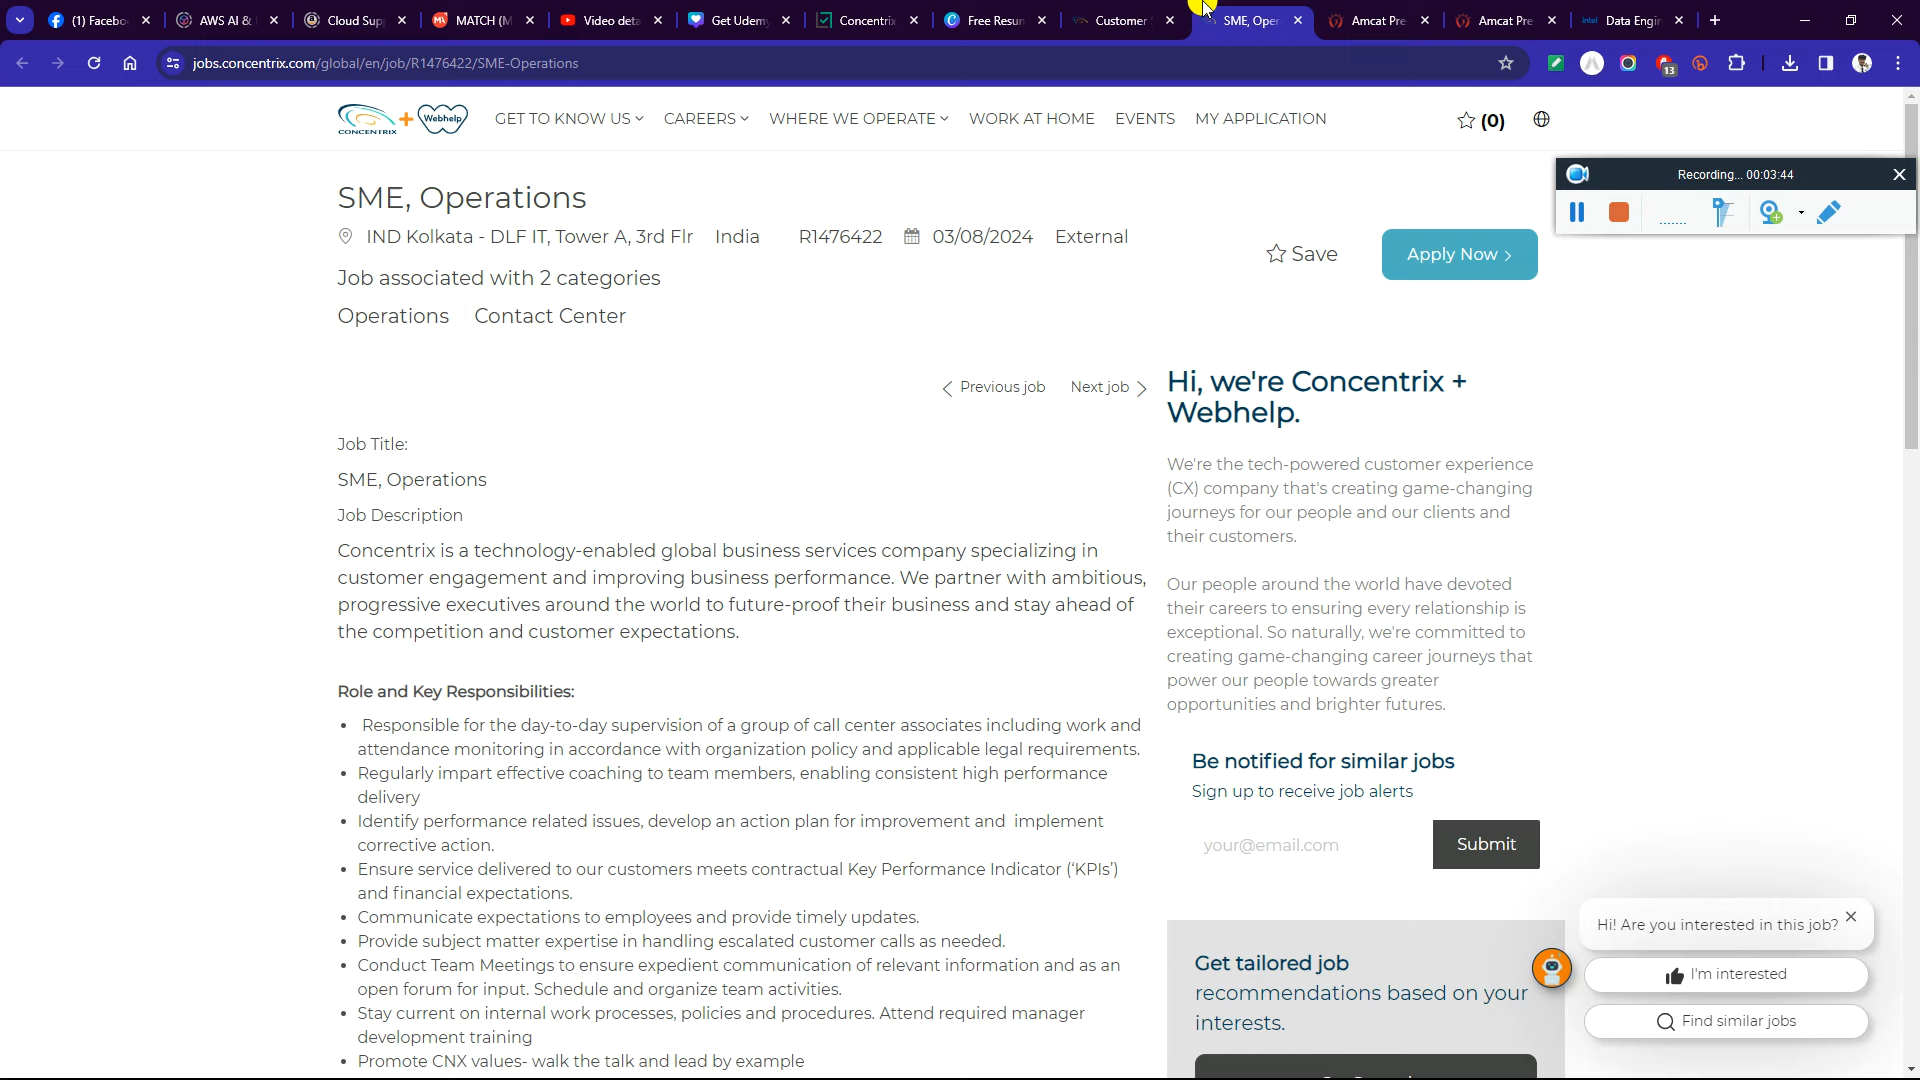 (1) Facebo
AWS AI &
Cloud Sup
MATCH (M
Video deta
Get Udem
Concentrix
Free Resum
Customer S
SME, Oper
Amcat Pre
Amcat Pre
intel
Data Engin
jobs.concentrix.com/global/en/job/R1476422/SME-Operations
13
CONCENTRIX + Webhelp
GET TO KNOW US
CAREERS
WHERE WE OPERATE
WORK AT HOME
EVENTS
MY APPLICATION
(0)
Recording... 00:03:44
SME, Operations
IND Kolkata - DLF IT, Tower A, 3rd Flr India R1476422 03/08/2024 External
Save
Apply Now >
Job associated with 2 categories
Operations Contact Center
Previous job Next job
Job Title:
SME, Operations
Job Description
Concentrix is a technology-enabled global business services company specializing in
customer engagement and improving business performance. We partner with ambitious,
progressive executives around the world to future-proof their business and stay ahead of
the competition and customer expectations.
Role and Key Responsibilities:
• Responsible for the day-to-day supervision of a group of call center associates including work and
attendance monitoring in accordance with organization policy and applicable legal requirements.
• Regularly impart effective coaching to team members, enabling consistent high performance
delivery
• Identify performance related issues, develop an action plan for improvement and implement
corrective action.
• Ensure service delivered to our customers meets contractual Key Performance Indicator (‘KPIs’)
and financial expectations.
• Communicate expectations to employees and provide timely updates.
• Provide subject matter expertise in handling escalated customer calls as needed.
• Conduct Team Meetings to ensure expedient communication of relevant information and as an
open forum for input. Schedule and organize team activities.
• Stay current on internal work processes, policies and procedures. Attend required manager
development training
• Promote CNX values- walk the talk and lead by example
Hi, we're Concentrix +
Webhelp.
We're the tech-powered customer experience
(CX) company that's creating game-changing
journeys for our people and our clients and
their customers.
Our people around the world have devoted
their careers to ensuring every relationship is
exceptional. So naturally, we're committed to
creating game-changing career journeys that
power our people towards greater
opportunities and brighter futures.
Be notified for similar jobs
Sign up to receive job alerts
your@email.com
Submit
Get tailored job
recommendations based on your
interests.
Hi! Are you interested in this job?
I'm interested
Find similar jobs